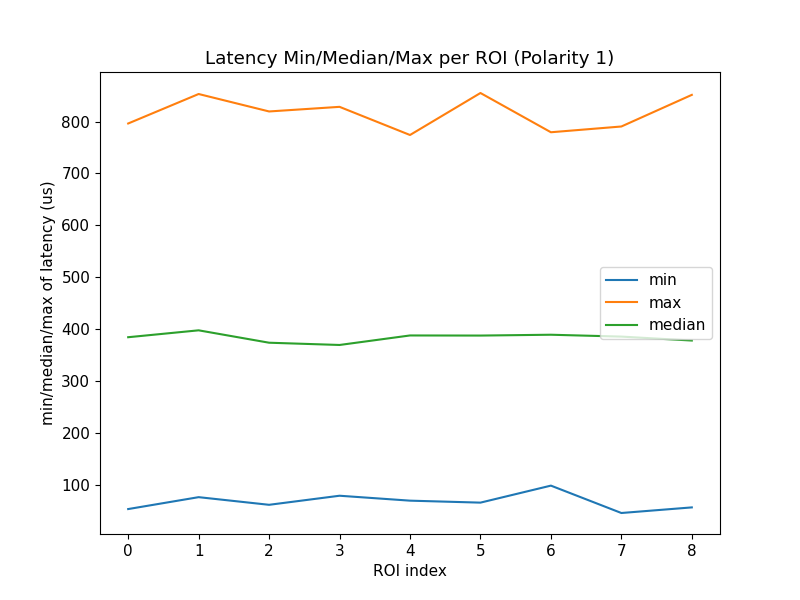 Latency Min/Median/Max per ROI (Polarity 1)
min/median/max of latency (us)
800
700
600
500
400
300
200
100
min
max
median
0 1 2 3 4 5 6 7 8
ROI index